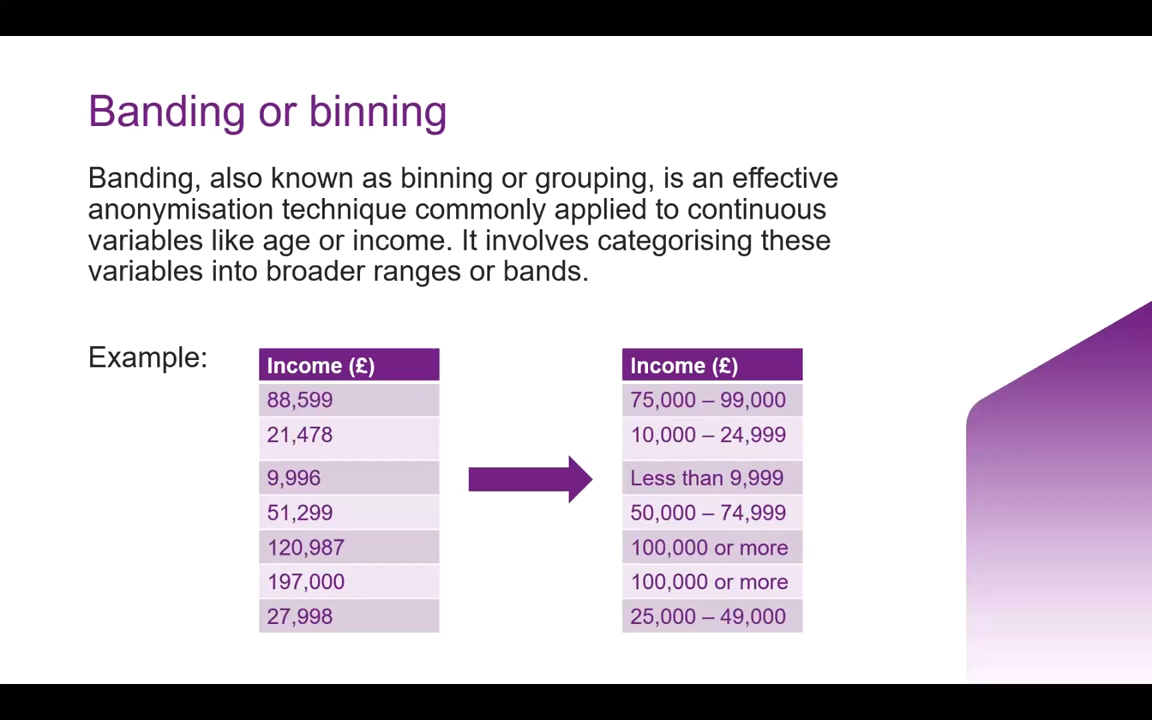 Banding or binning
Banding, also known as binning or grouping, is an effective
anonymisation technique commonly applied to continuous
variables like age or income. It involves categorising these
variables into broader ranges or bands.
Example:
Income (£)
88,599
21,478
9,996
51,299
120,987
197,000
27,998
Income (£)
75,000 – 99,000
10,000 – 24,999
Less than 9,999
50,000 – 74,999
100,000 or more
100,000 or more
25,000 – 49,000